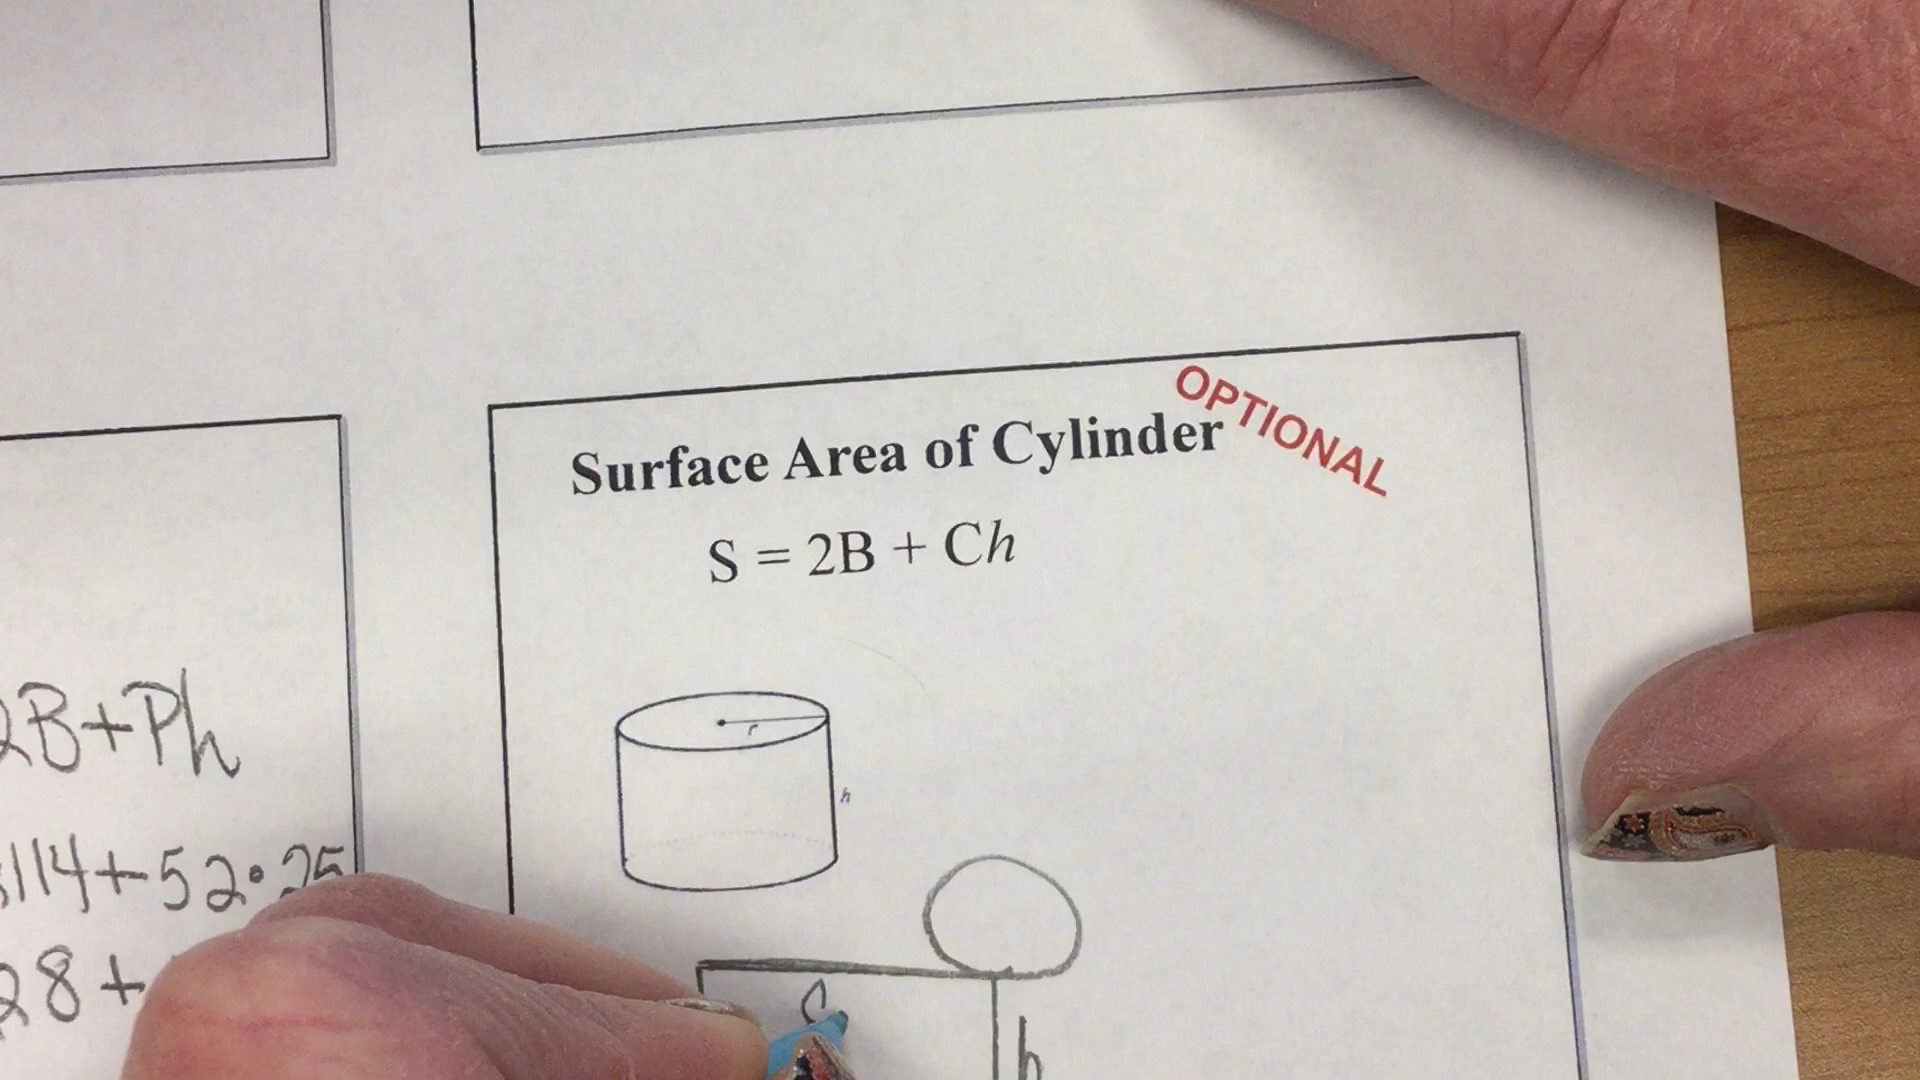 OPTIONAL
Surface Area of Cylinder
S = 2B + Ch
r
h
2B+Ph
114+52•25
28+
C
h